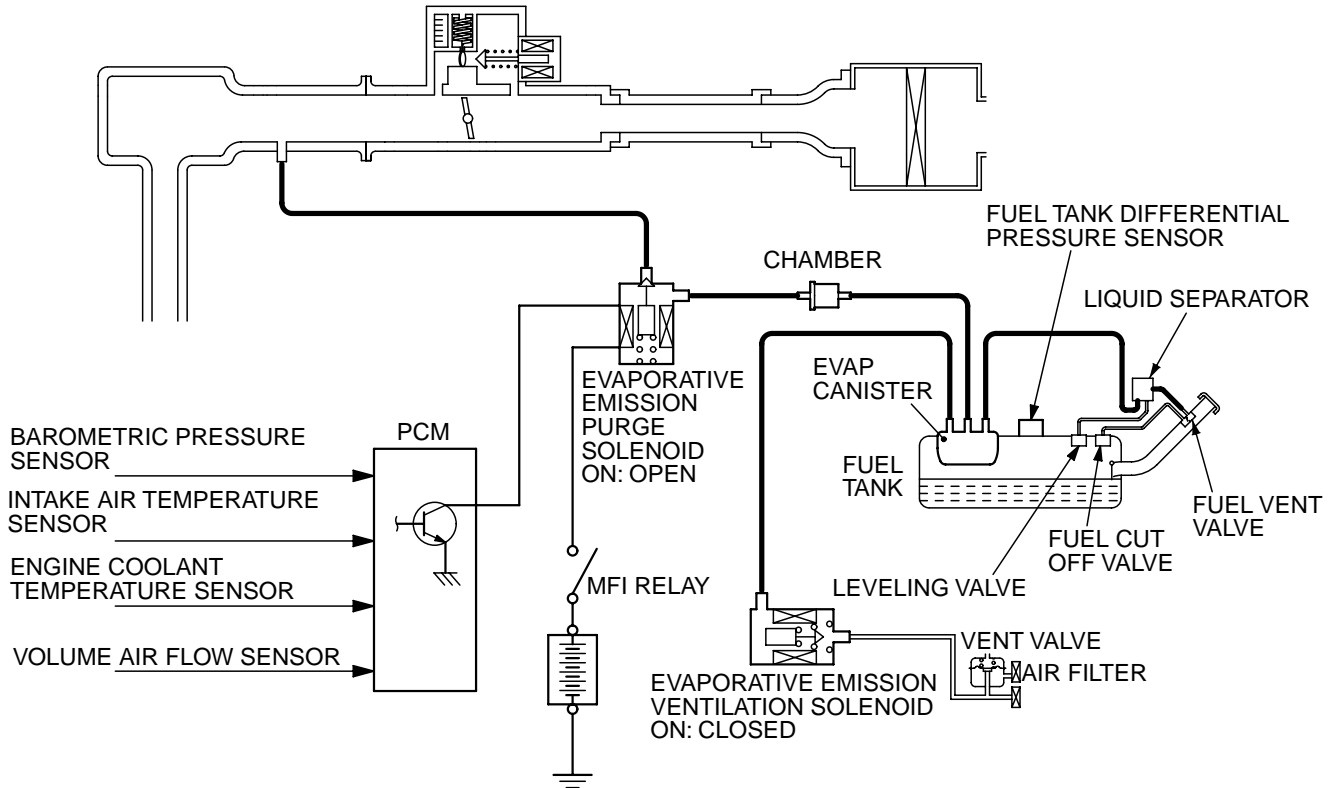 FUEL TANK DIFFERENTIAL
PRESSURE SENSOR
CHAMBER
LIQUID SEPARATOR
EVAP
CANISTER
EVAPORATIVE
EMISSION
PURGE
SOLENOID
ON: OPEN
BAROMETRIC PRESSURE
SENSOR
PCM
INTAKE AIR TEMPERATURE
SENSOR
ENGINE COOLANT
TEMPERATURE SENSOR
VOLUME AIR FLOW SENSOR
FUEL
TANK
FUEL VENT
VALVE
FUEL CUT
OFF VALVE
LEVELING VALVE
MFI RELAY
VENT VALVE
AIR FILTER
EVAPORATIVE EMISSION
VENTILATION SOLENOID
ON: CLOSED